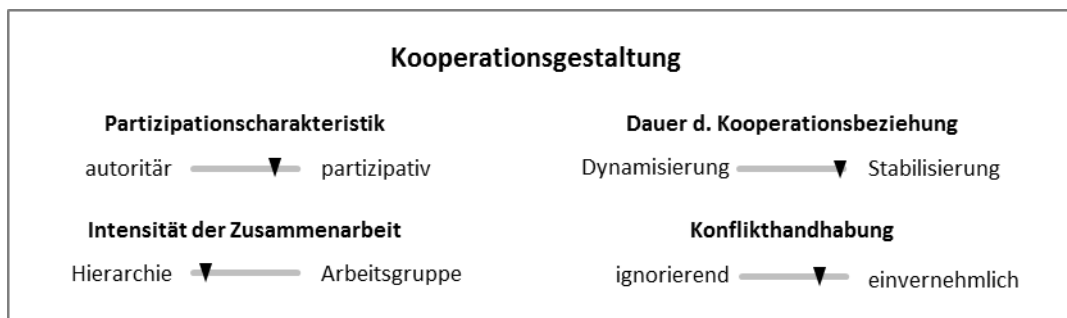 Kooperationsgestaltung
Partizipationscharakteristik
autoritär partizipativ
Dauer d. Kooperationsbeziehung
Dynamisierung Stabilisierung
Intensität der Zusammenarbeit
Hierarchie Arbeitsgruppe
Konflikthandhabung
ignorierend einvernehmlich